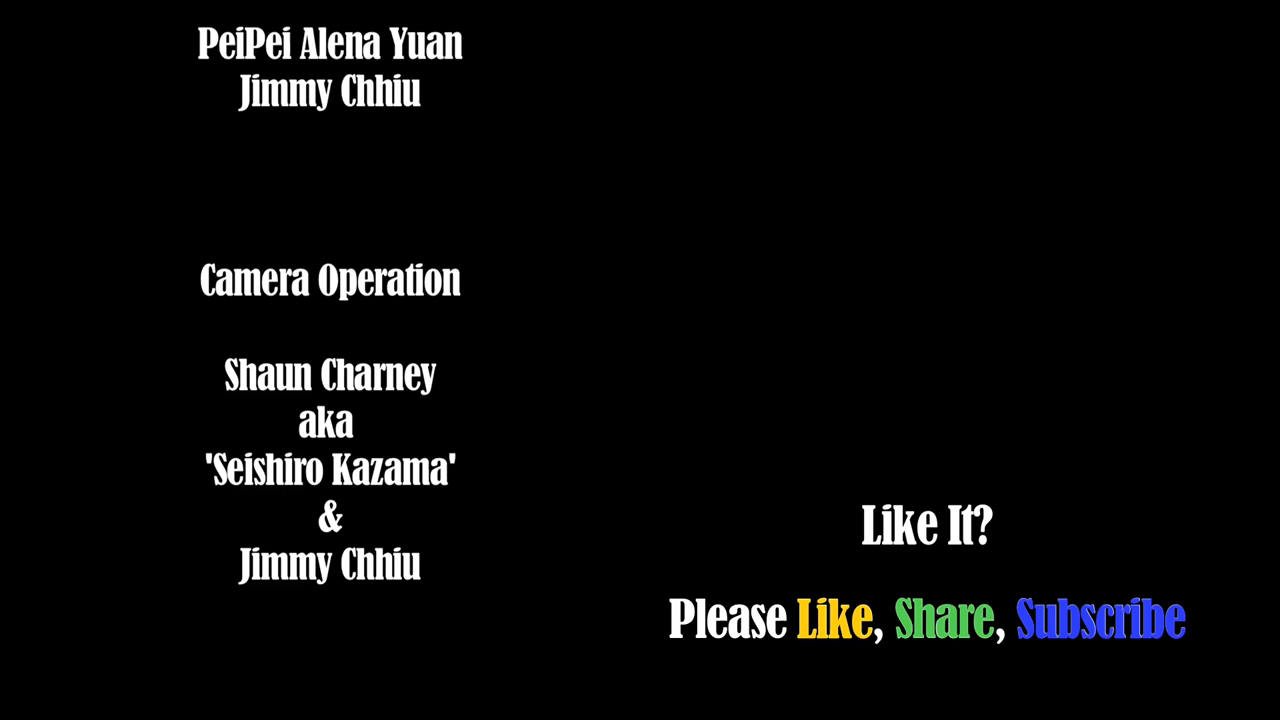 PeiPei Alena Yuan
Jimmy Chhiu
Camera Operation
Shaun Charney
aka
'Seishiro Kazama'
&
Jimmy Chhiu
Like It?
Please Like, Share, Subscribe